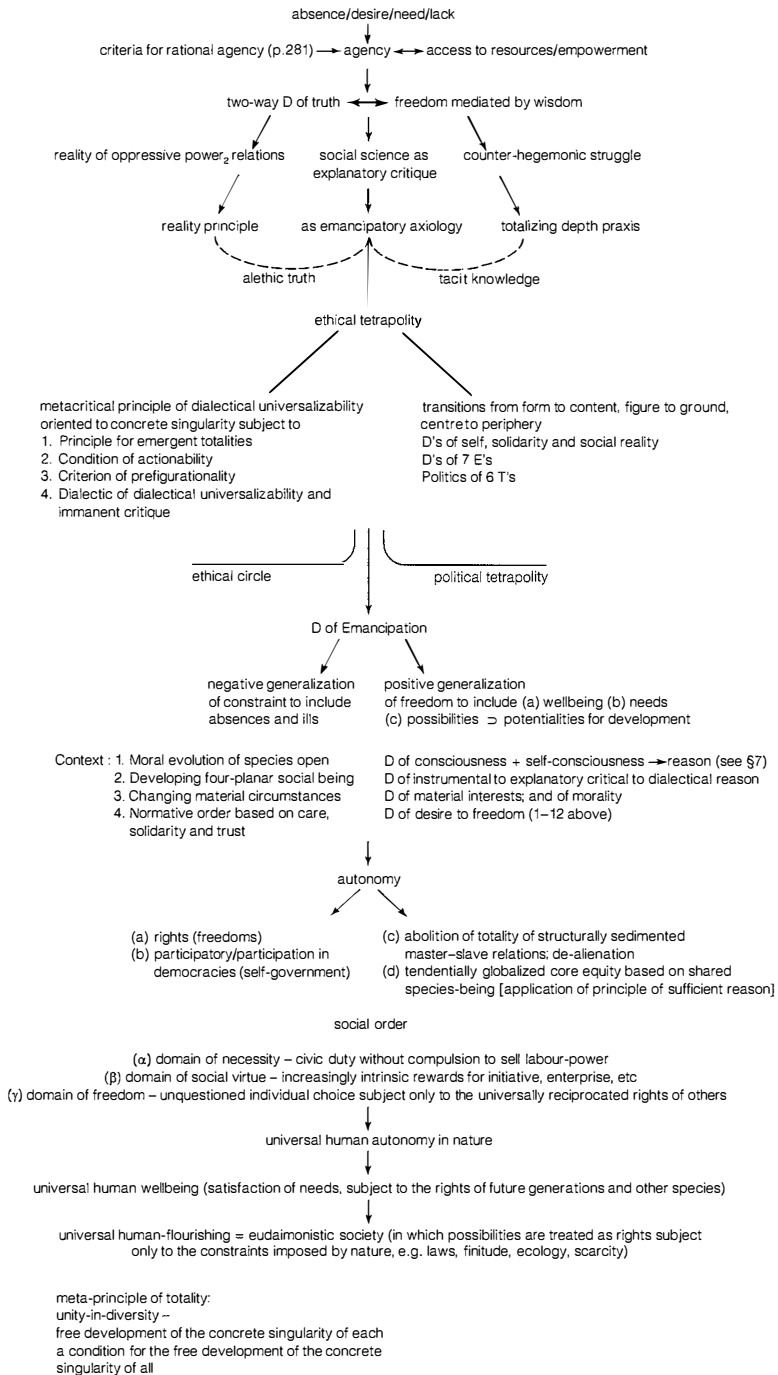 absence/desire/need/lack
criteria for rational agency (p.281) → agency ↔ access to resources/empowerment
two-way D of truth ↔ freedom mediated by wisdom
reality of oppressive power₂ relations
social science as
explanatory critique
counter-hegemonic struggle
reality principle
as emancipatory axiology
totalizing depth praxis
alethic truth
tacit knowledge
ethical tetrapolity
metacritical principle of dialectical universalizability
oriented to concrete singularity subject to
1. Principle for emergent totalities
2. Condition of actionability
3. Criterion of prefigurationality
4. Dialectic of dialectical universalizability and
immanent critique
transitions from form to content, figure to ground,
centre to periphery
D's of self, solidarity and social reality
D's of 7 E's
Politics of 6 T's
ethical circle
political tetrapolity
D of Emancipation
negative generalization
of constraint to include
absences and ills
positive generalization
of freedom to include (a) wellbeing (b) needs
(c) possibilities ⊃ potentialities for development
Context : 1. Moral evolution of species open
2. Developing four-planar social being
3. Changing material circumstances
4. Normative order based on care,
solidarity and trust
D of consciousness + self-consciousness → reason (see §7)
D of instrumental to explanatory critical to dialectical reason
D of material interests; and of morality
D of desire to freedom (1–12 above)
autonomy
(a) rights (freedoms)
(b) participatory/participation in
democracies (self-government)
(c) abolition of totality of structurally sedimented
master–slave relations; de-alienation
(d) tendentially globalized core equity based on shared
species-being [application of principle of sufficient reason]
social order
(α) domain of necessity – civic duty without compulsion to sell labour-power
(β) domain of social virtue – increasingly intrinsic rewards for initiative, enterprise, etc
(γ) domain of freedom – unquestioned individual choice subject only to the universally reciprocated rights of others
universal human autonomy in nature
universal human wellbeing (satisfaction of needs, subject to the rights of future generations and other species)
universal human-flourishing = eudaimonistic society (in which possibilities are treated as rights subject
only to the constraints imposed by nature, e.g. laws, finitude, ecology, scarcity)
meta-principle of totality:
unity-in-diversity –
free development of the concrete singularity of each
a condition for the free development of the concrete
singularity of all